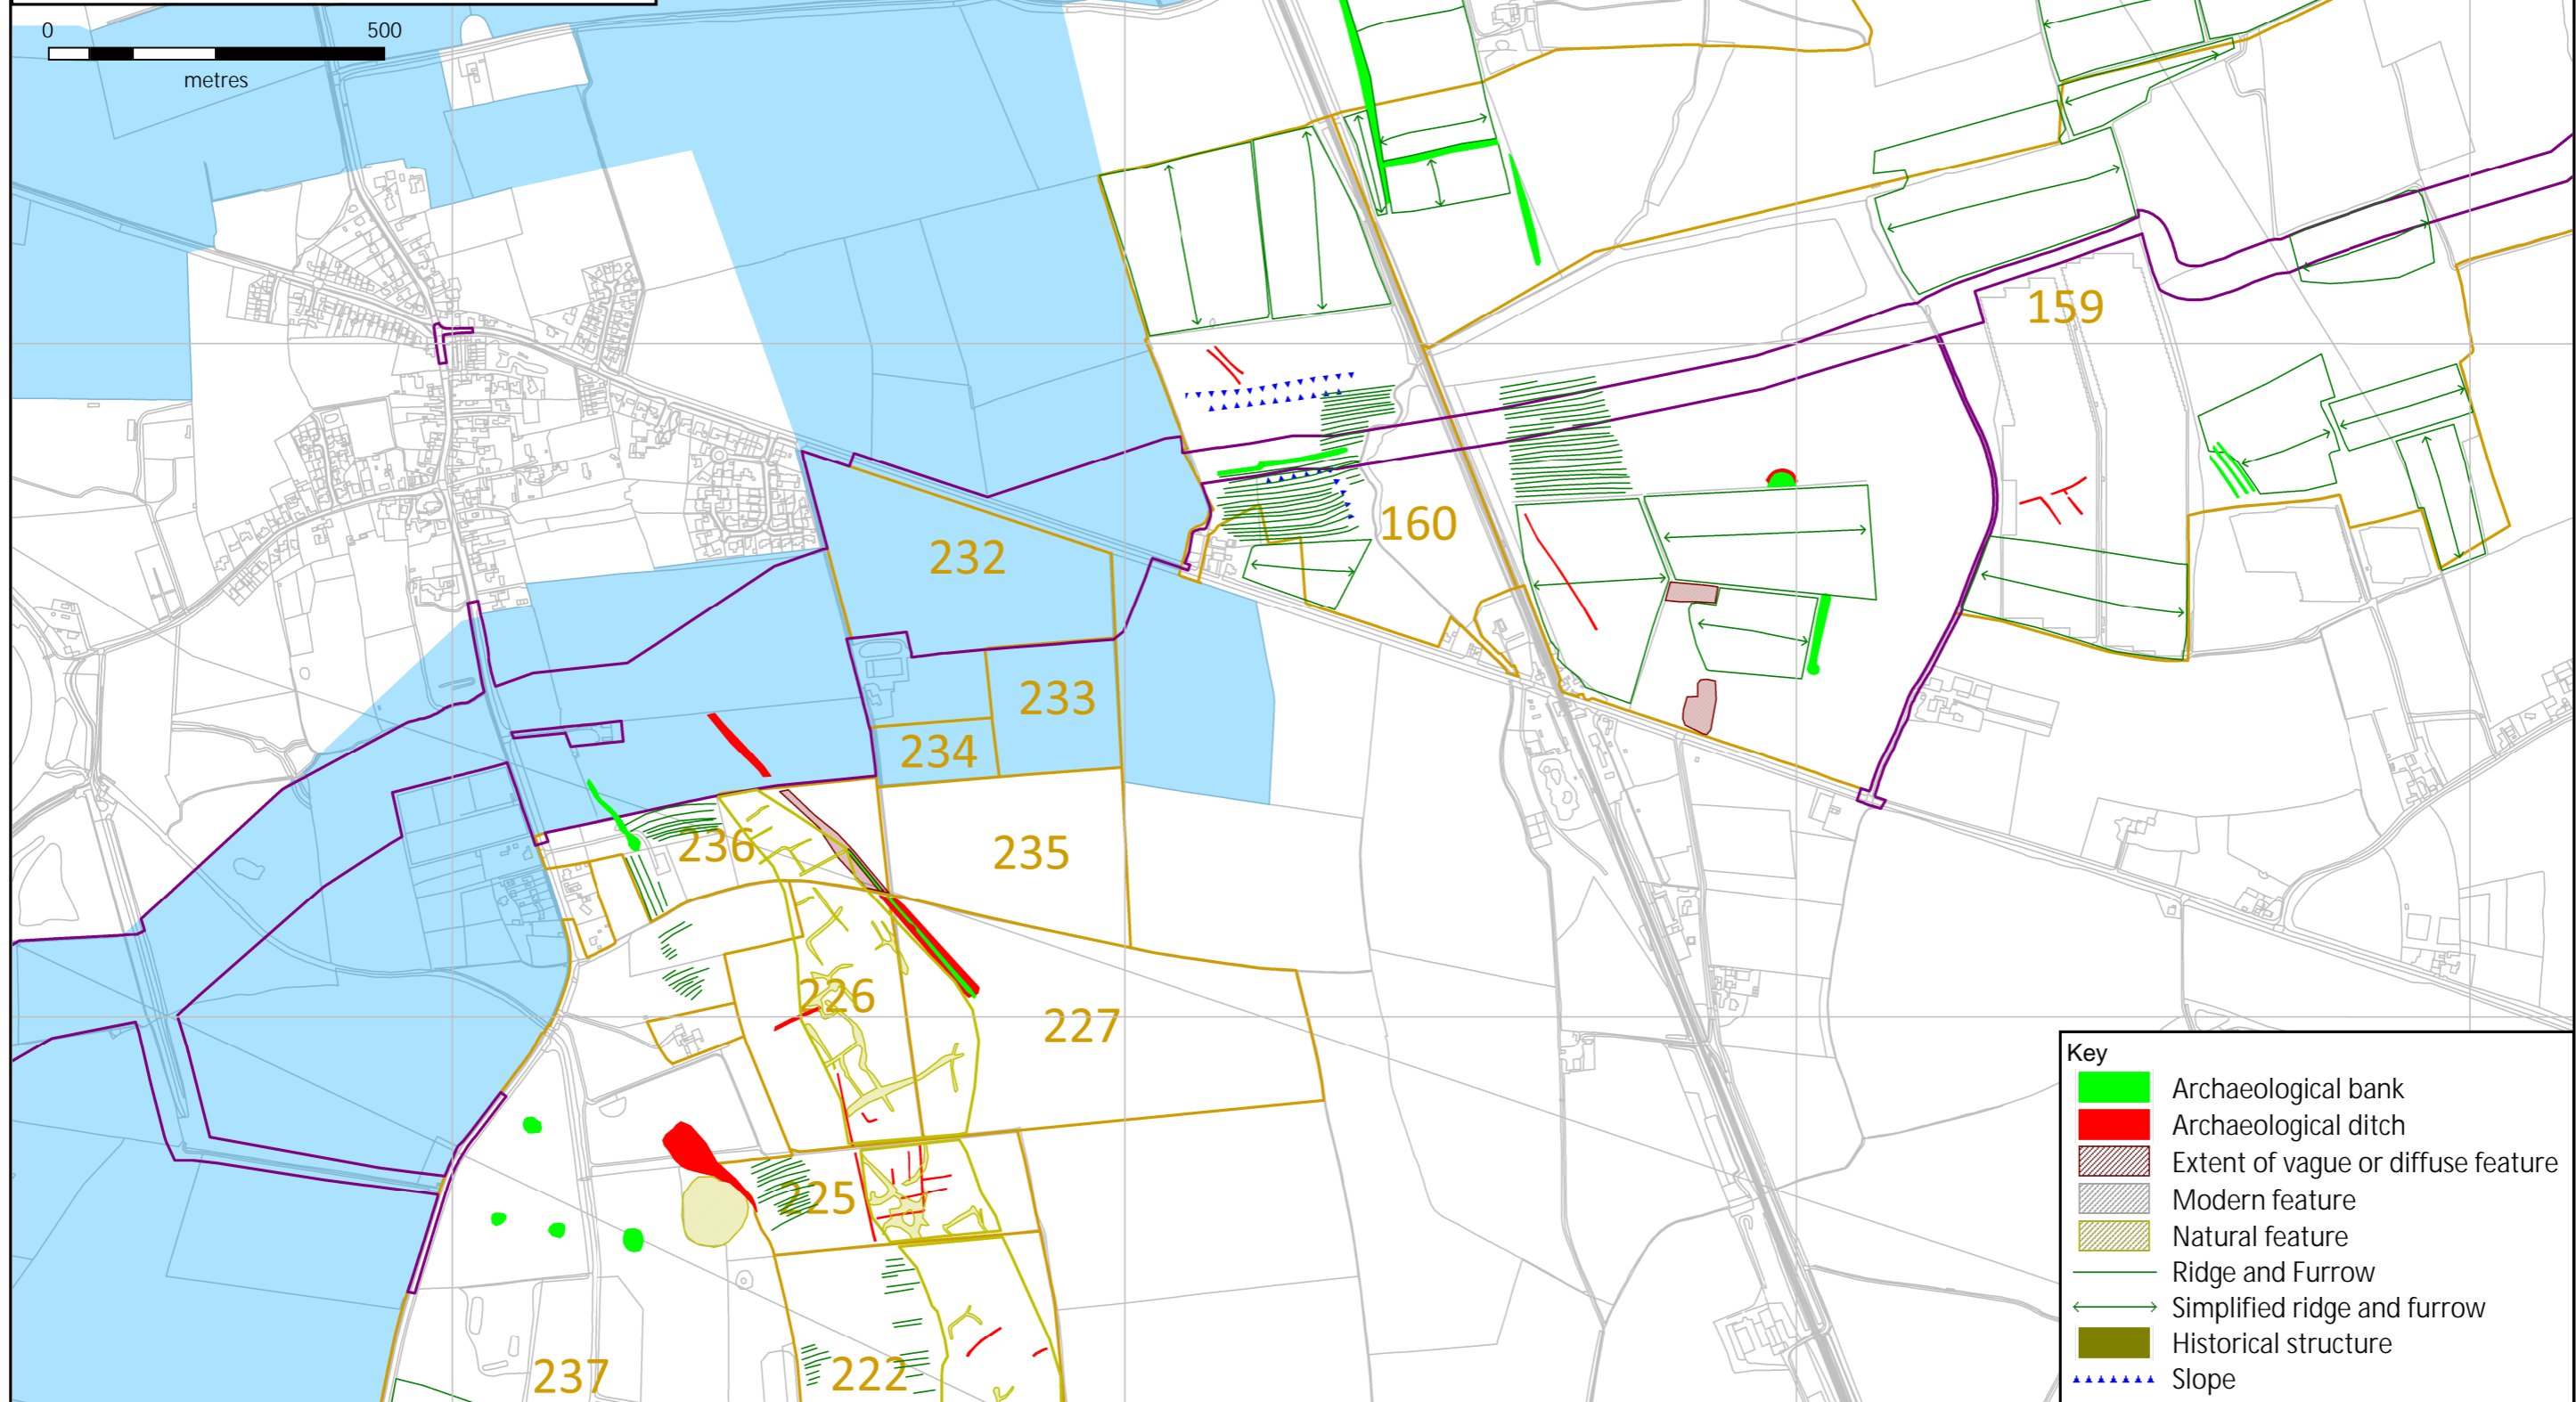 0 500
metres
159
160
232
233
234
236
235
226
227
225
237
222
Key
Archaeological bank
Archaeological ditch
Extent of vague or diffuse feature
Modern feature
Natural feature
Ridge and Furrow
Simplified ridge and furrow
Historical structure
Slope